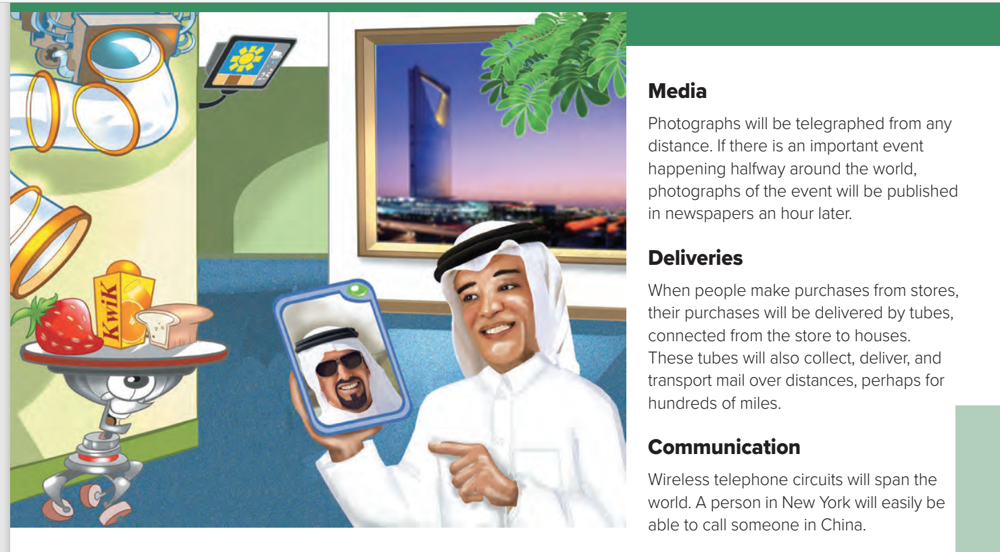 KwiK
Media
Photographs will be telegraphed from any
distance. If there is an important event
happening halfway around the world,
photographs of the event will be published
in newspapers an hour later.
Deliveries
When people make purchases from stores,
their purchases will be delivered by tubes,
connected from the store to houses.
These tubes will also collect, deliver, and
transport mail over distances, perhaps for
hundreds of miles.
Communication
Wireless telephone circuits will span the
world. A person in New York will easily be
able to call someone in China.